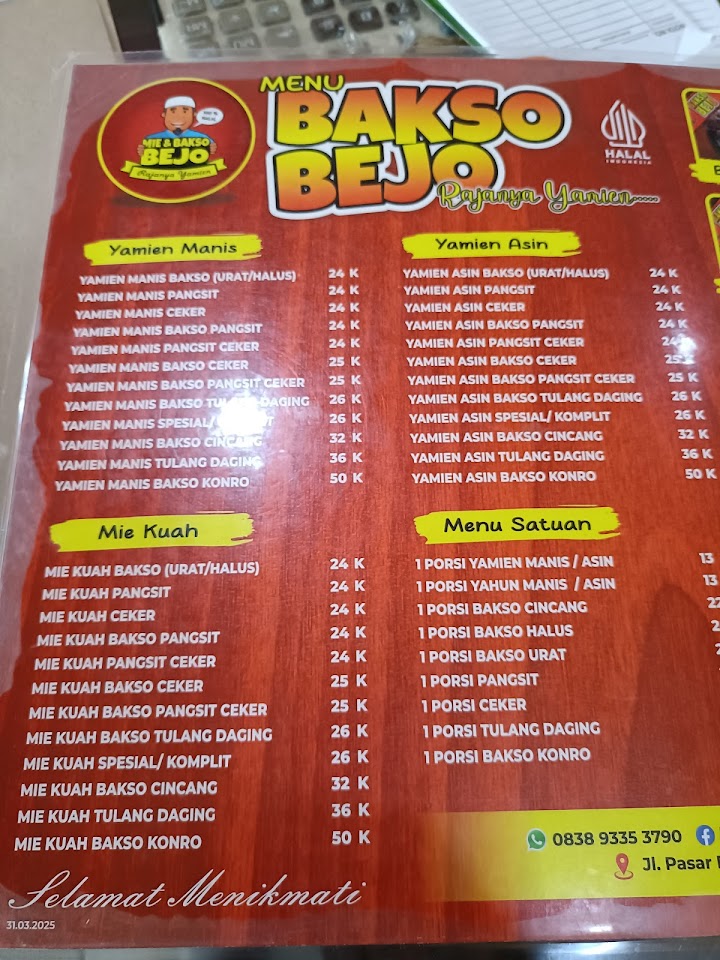 MENU
BAKSO
BEJO
Rajanya Yamien.....
100 %
HALAL
MIE & BAKSO
BEJO
Rajanya Yamien
HALAL
INDONESIA
Yamien Manis
YAMIEN MANIS BAKSO (URAT/HALUS) 24 K
YAMIEN MANIS PANGSIT 24 K
YAMIEN MANIS CEKER 24 K
YAMIEN MANIS BAKSO PANGSIT 24 K
YAMIEN MANIS PANGSIT CEKER 24 K
YAMIEN MANIS BAKSO CEKER 25 K
YAMIEN MANIS BAKSO PANGSIT CEKER 25 K
YAMIEN MANIS BAKSO TULANG DAGING 26 K
YAMIEN MANIS SPESIAL/ 26 K
YAMIEN MANIS BAKSO CINCANG 32 K
YAMIEN MANIS TULANG DAGING 36 K
YAMIEN MANIS BAKSO KONRO 50 K
Yamien Asin
YAMIEN ASIN BAKSO (URAT/HALUS) 24 K
YAMIEN ASIN PANGSIT 24 K
YAMIEN ASIN CEKER 24 K
YAMIEN ASIN BAKSO PANGSIT 24 K
YAMIEN ASIN PANGSIT CEKER 24
YAMIEN ASIN BAKSO CEKER 25 K
YAMIEN ASIN BAKSO PANGSIT CEKER 25 K
YAMIEN ASIN BAKSO TULANG DAGING 26 K
YAMIEN ASIN SPESIAL/ KOMPLIT 26 K
YAMIEN ASIN BAKSO CINCANG 32 K
YAMIEN ASIN TULANG DAGING 36 K
YAMIEN ASIN BAKSO KONRO 50 K
Mie Kuah
MIE KUAH BAKSO (URAT/HALUS) 24 K
MIE KUAH PANGSIT 24 K
MIE KUAH CEKER 24 K
MIE KUAH BAKSO PANGSIT 24 K
MIE KUAH PANGSIT CEKER 24 K
MIE KUAH BAKSO CEKER 25 K
MIE KUAH BAKSO PANGSIT CEKER 25 K
MIE KUAH BAKSO TULANG DAGING 26 K
MIE KUAH SPESIAL/ KOMPLIT 26 K
MIE KUAH BAKSO CINCANG 32 K
MIE KUAH TULANG DAGING 36 K
MIE KUAH BAKSO KONRO 50 K
Menu Satuan
1 PORSI YAMIEN MANIS / ASIN 13
1 PORSI YAHUN MANIS / ASIN 13
1 PORSI BAKSO CINCANG 22
1 PORSI BAKSO HALUS
1 PORSI BAKSO URAT
1 PORSI PANGSIT
1 PORSI CEKER
1 PORSI TULANG DAGING
1 PORSI BAKSO KONRO
0838 9335 3790
Jl. Pasar
Selamat Menikmati
31.03.2025